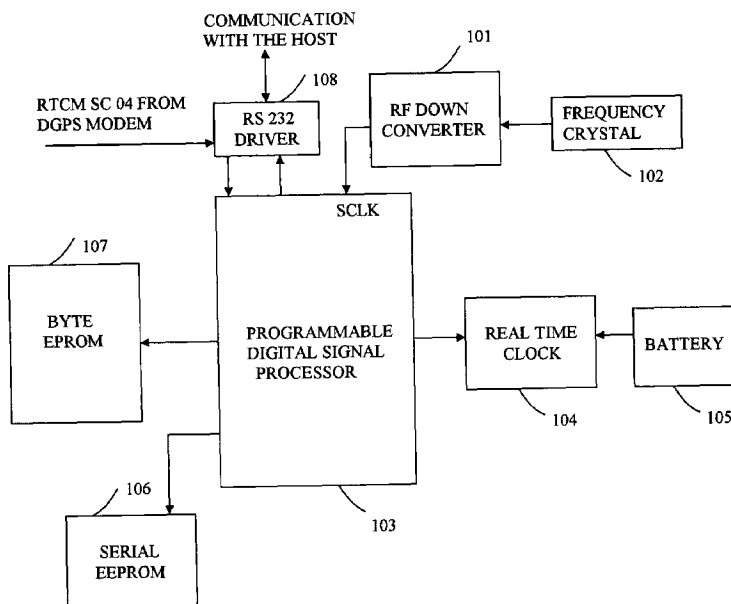 COMMUNICATION
WITH THE HOST
101
108
RTCM SC 04 FROM
DGPS MODEM
RS 232
DRIVER
RF DOWN
CONVERTER
FREQUENCY
CRYSTAL
102
SCLK
107
BYTE
EPROM
PROGRAMMABLE
DIGITAL SIGNAL
PROCESSOR
REAL TIME
CLOCK
BATTERY
104
105
106
103
SERIAL
EEPROM